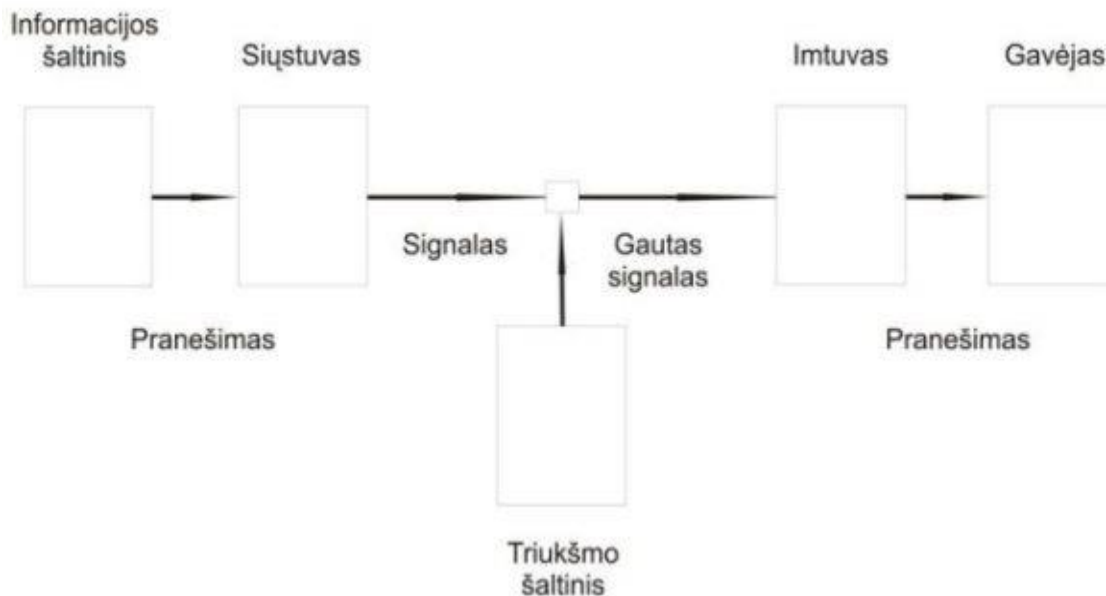 Informacijos
šaltinis
Siųstuvas
Imtuvas
Gavėjas
Signalas
Gautas
signalas
Pranešimas
Pranešimas
Triukšmo
šaltinis